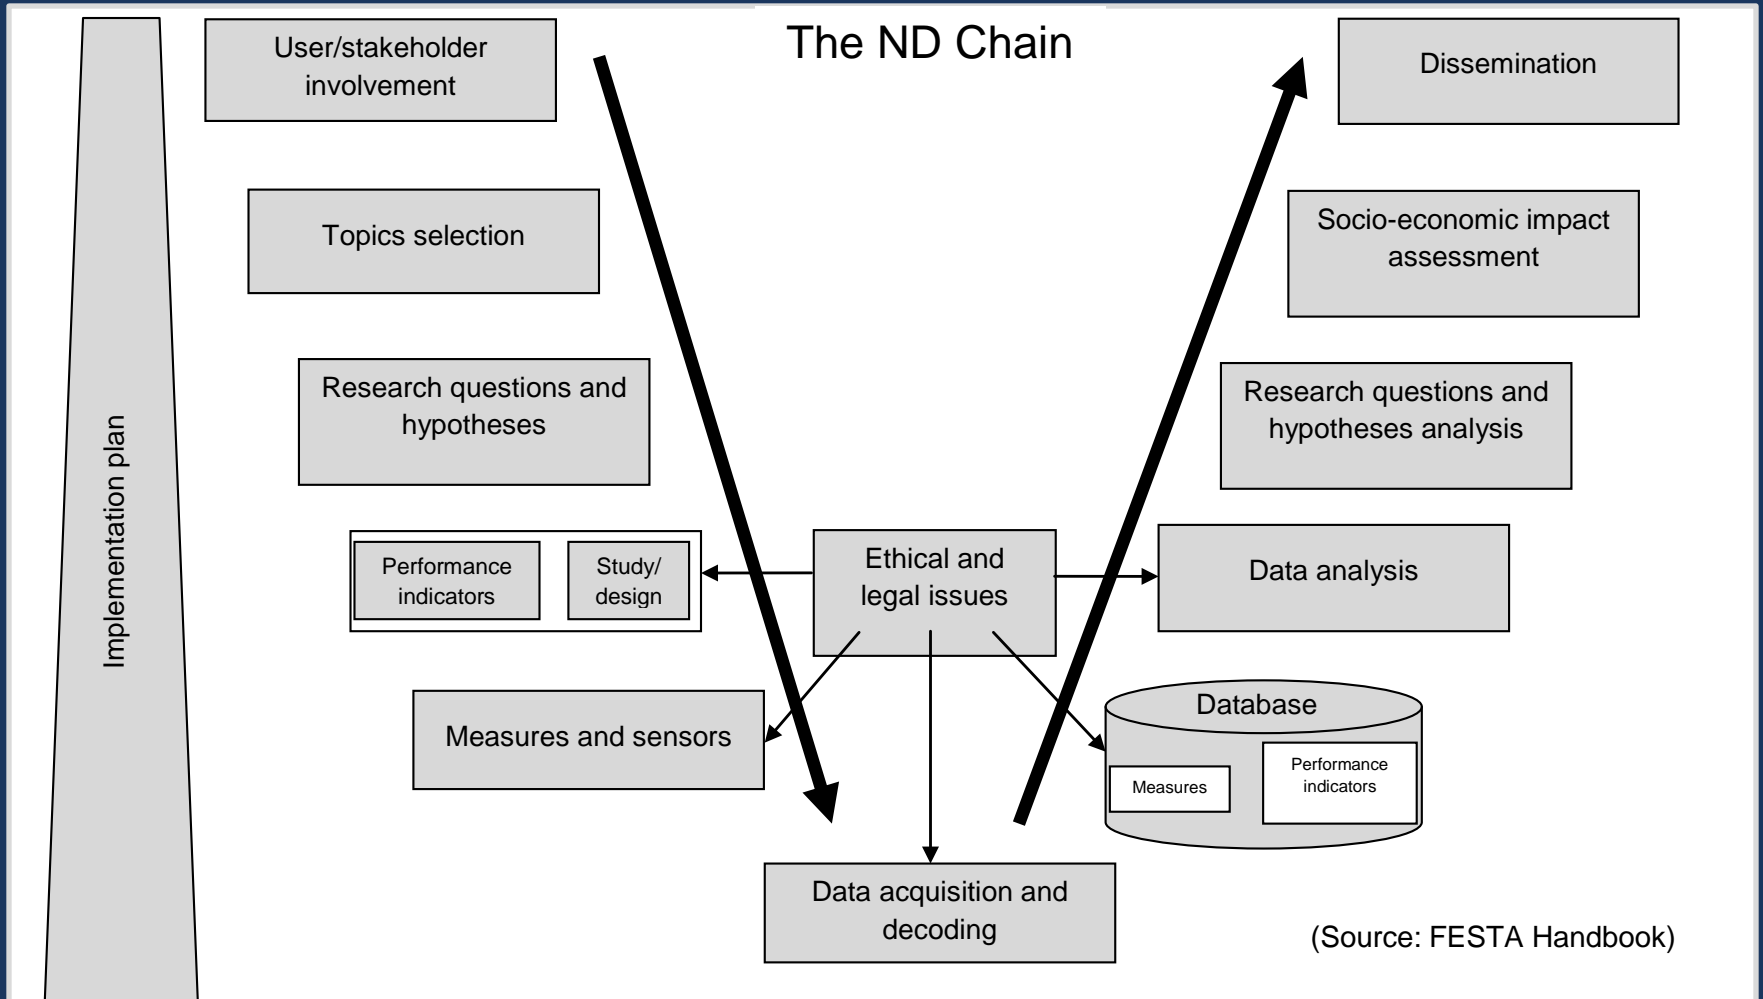 The ND Chain
Implementation plan
User/stakeholder
involvement
Topics selection
Research questions and
hypotheses
Performance
indicators
Study/
design
Measures and sensors
Ethical and
legal issues
Data acquisition and
decoding
Dissemination
Socio-economic impact
assessment
Research questions and
hypotheses analysis
Data analysis
Database
Measures
Performance
indicators
(Source: FESTA Handbook)